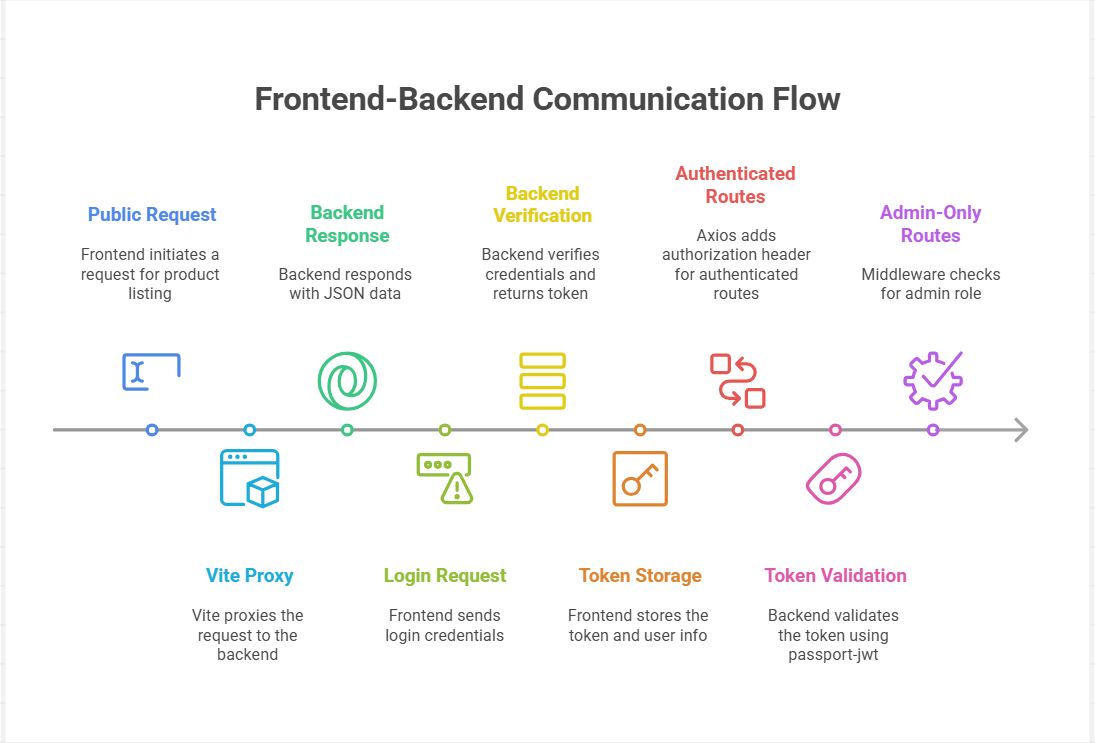 Frontend-Backend Communication Flow
Public Request
Frontend initiates a
request for product
listing
Vite Proxy
Vite proxies the
request to the
backend
Backend
Response
Backend responds
with JSON data
Login Request
Frontend sends
login credentials
Backend
Verification
Backend verifies
credentials and
returns token
Token Storage
Frontend stores the
token and user info
Authenticated
Routes
Axios adds
authorization header
for authenticated
routes
Token Validation
Backend validates
the token using
passport-jwt
Admin-Only
Routes
Middleware checks
for admin role